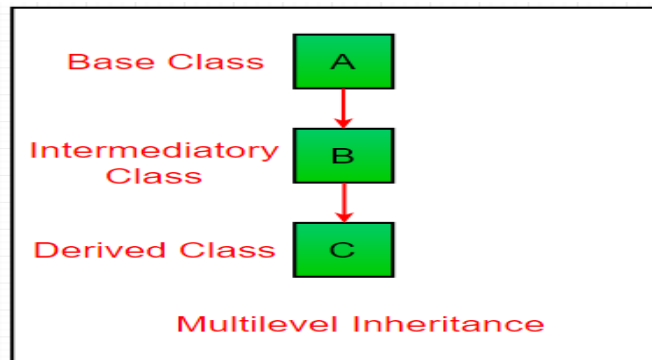 Base Class
A
Intermediatory
Class
B
Derived Class
C
Multilevel Inheritance